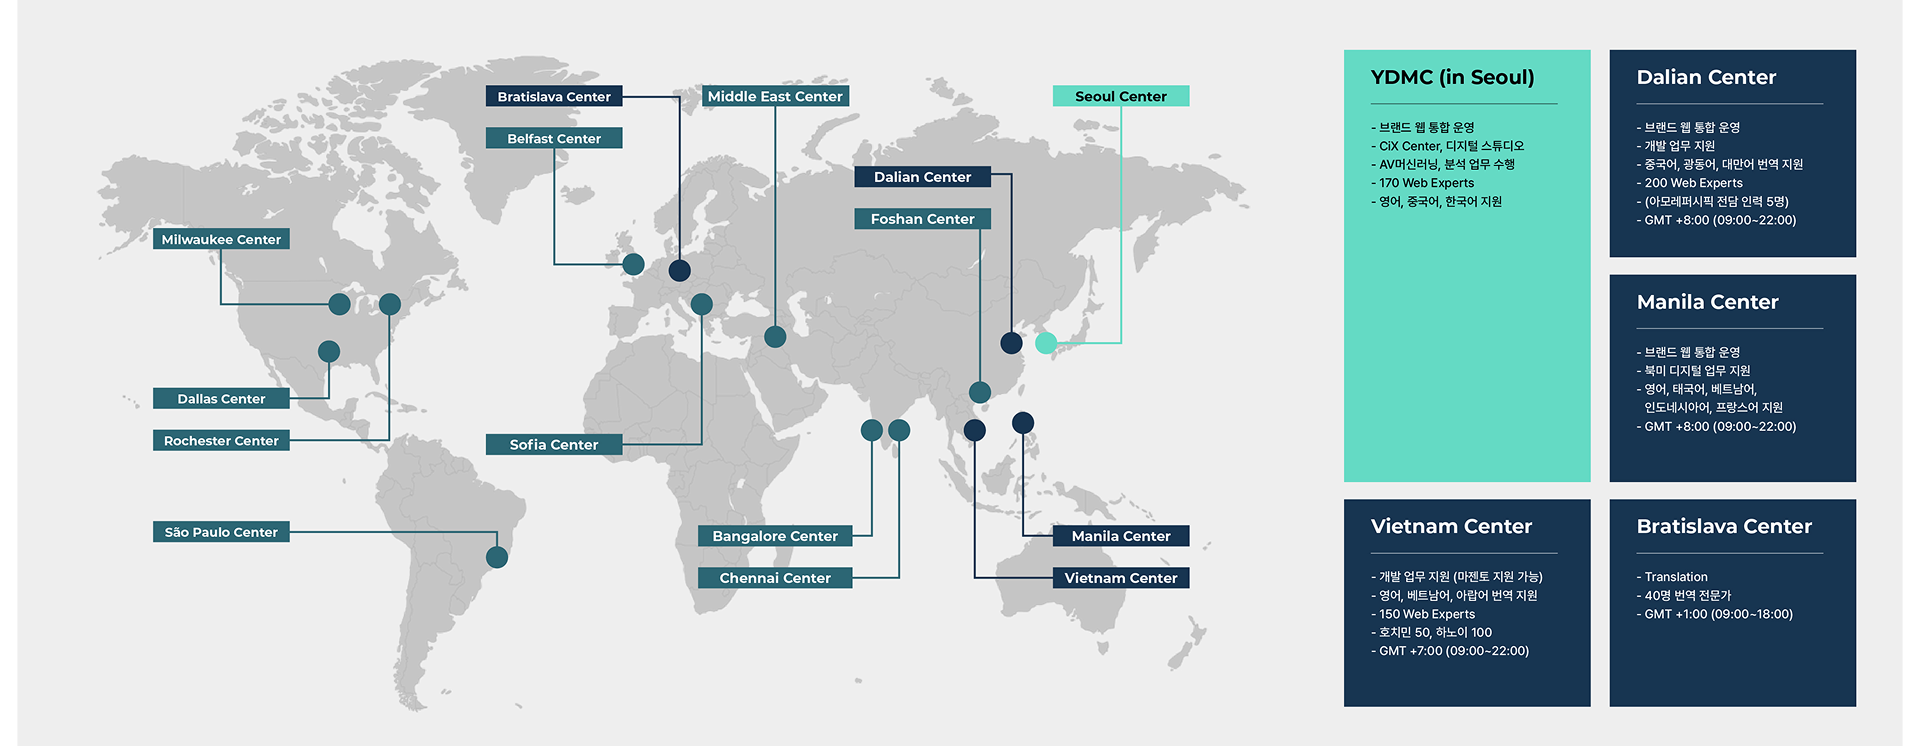 Bratislava Center
Middle East Center
Seoul Center
Belfast Center
Dalian Center
Foshan Center
Milwaukee Center
Dallas Center
Rochester Center
Sofia Center
São Paulo Center
Bangalore Center
Manila Center
Chennai Center
Vietnam Center
YDMC (in Seoul)
- 브랜드 웹 통합 운영
- CiX Center, 디지털 스튜디오
- AV머신러닝, 분석 업무 수행
- 170 Web Experts
- 영어, 중국어, 한국어 지원
Dalian Center
- 브랜드 웹 통합 운영
- 개발 업무 지원
- 중국어, 광동어, 대만어 번역 지원
- 200 Web Experts
- (아모레퍼시픽 전담 인력 5명)
- GMT +8:00 (09:00~22:00)
Manila Center
- 브랜드 웹 통합 운영
- 북미 디지털 업무 지원
- 영어, 태국어, 베트남어,
인도네시아어, 프랑스어 지원
- GMT +8:00 (09:00~22:00)
Vietnam Center
- 개발 업무 지원 (마젠토 지원 가능)
- 영어, 베트남어, 아랍어 번역 지원
- 150 Web Experts
- 호치민 50, 하노이 100
- GMT +7:00 (09:00~22:00)
Bratislava Center
- Translation
- 40명 번역 전문가
- GMT +1:00 (09:00~18:00)